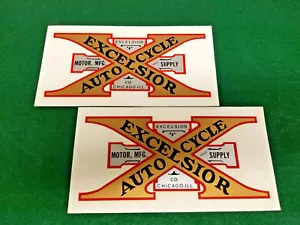 EXCELSIOR
AUTO CYCLE
EXCELSIOR
MOTOR, MFG. SUPPLY
CO.
CHICAGO ILL.
EXCELSIOR
AUTO CYCLE
EXCELSIOR
MOTOR, MFG. SUPPLY
CO.
CHICAGO ILL.